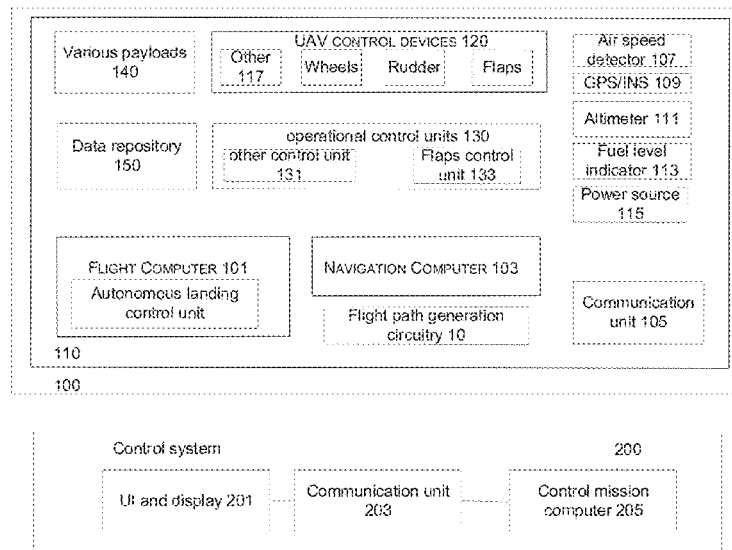 UAV CONTROL DEVICES 120
Various payloads
140
Other
117
Wheels
Rudder
Flaps
Air speed
detector 107
GPS/INS 109
Altimeter 111
Data repository
150
operational control units 130
other control unit
131
Flaps control
unit 133
Fuel level
indicator 113
Power source
115
FLIGHT COMPUTER 101
Autonomous landing
control unit
NAVIGATION COMPUTER 103
Flight path generation
circuitry 10
Communication
unit 105
110
100
Control system
200
UI and display 201
Communication unit
203
Control mission
computer 205